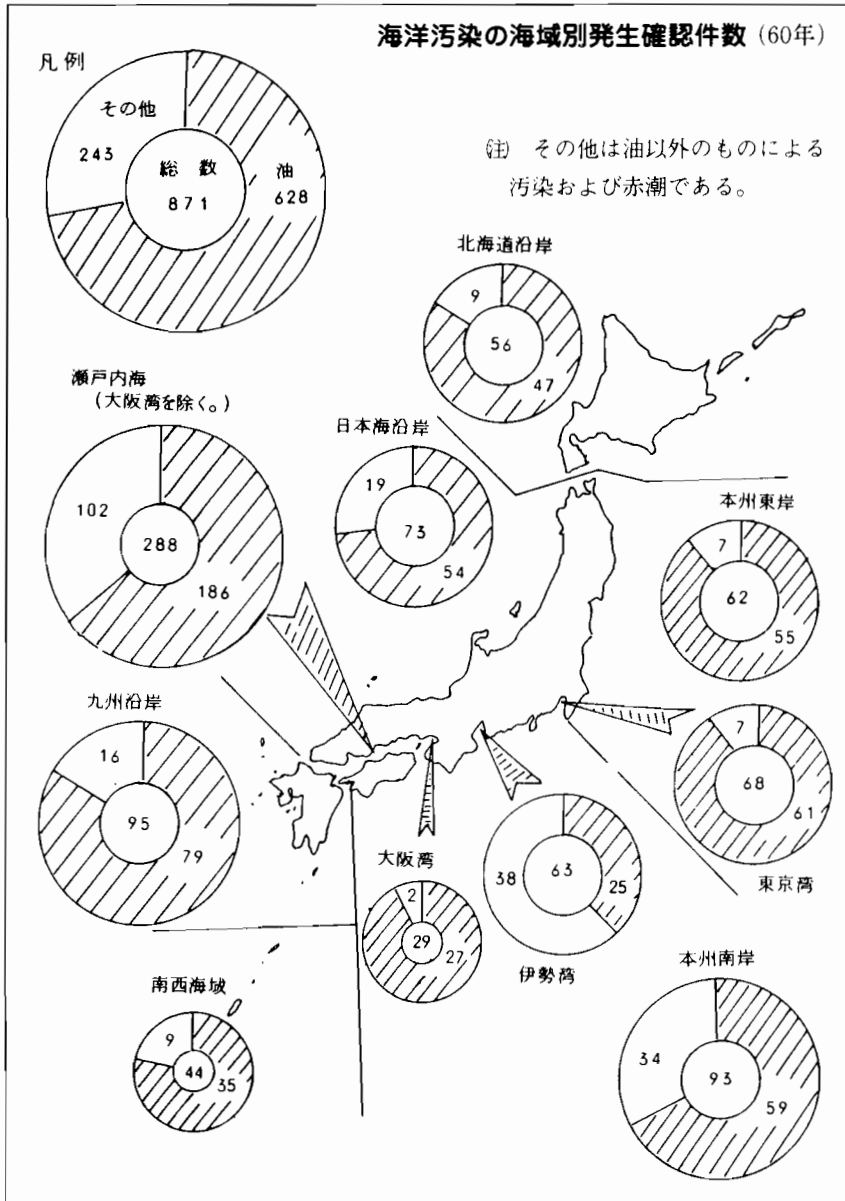 海洋汚染の海域別発生確認件数 (60年)
凡例
その他
243
総数
871
油
628
(注) その他は油以外のものによる
汚染および赤潮である。
北海道沿岸
9
56
47
瀬戸内海
(大阪湾を除く。)
102
288
186
日本海沿岸
19
73
54
本州東岸
7
62
55
九州沿岸
16
95
79
7
68
61
東京湾
大阪湾
2
29
27
38
63
25
伊勢湾
南西海域
9
44
35
本州南岸
34
93
59